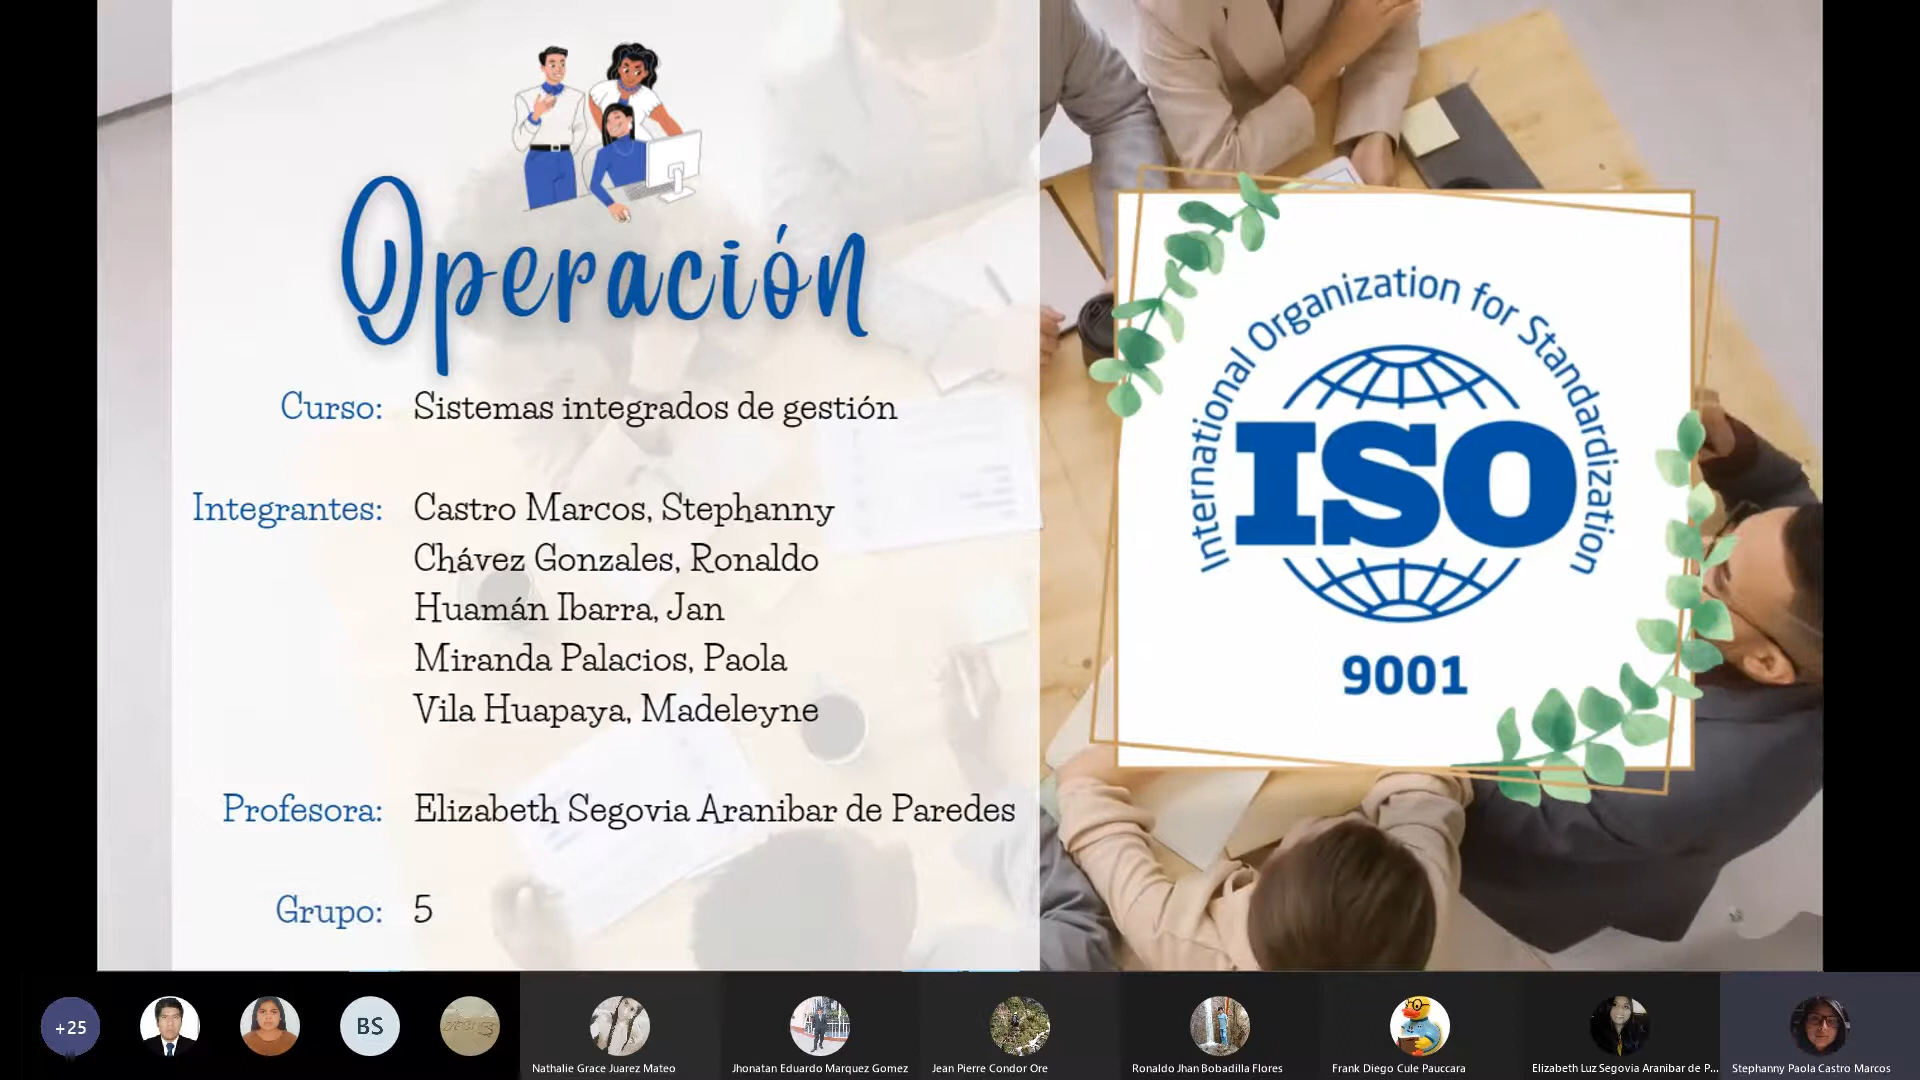 Operación
Curso: Sistemas integrados de gestión
Integrantes: Castro Marcos, Stephanny
Chávez Gonzales, Ronaldo
Huamán Ibarra, Jan
Miranda Palacios, Paola
Vila Huapaya, Madeleyne
Profesora: Elizabeth Segovia Aranibar de Paredes
Grupo: 5
International Organization for Standardization
ISO
9001
+25
BS
Nathalie Grace Juarez Mateo
Jhonatan Eduardo Marquez Gomez
Jean Pierre Condor Ore
Ronaldo Jhan Bobadilla Flores
Frank Diego Cule Pauccara
Elizabeth Luz Segovia Aranibar de P...
Stephanny Paola Castro Marcos